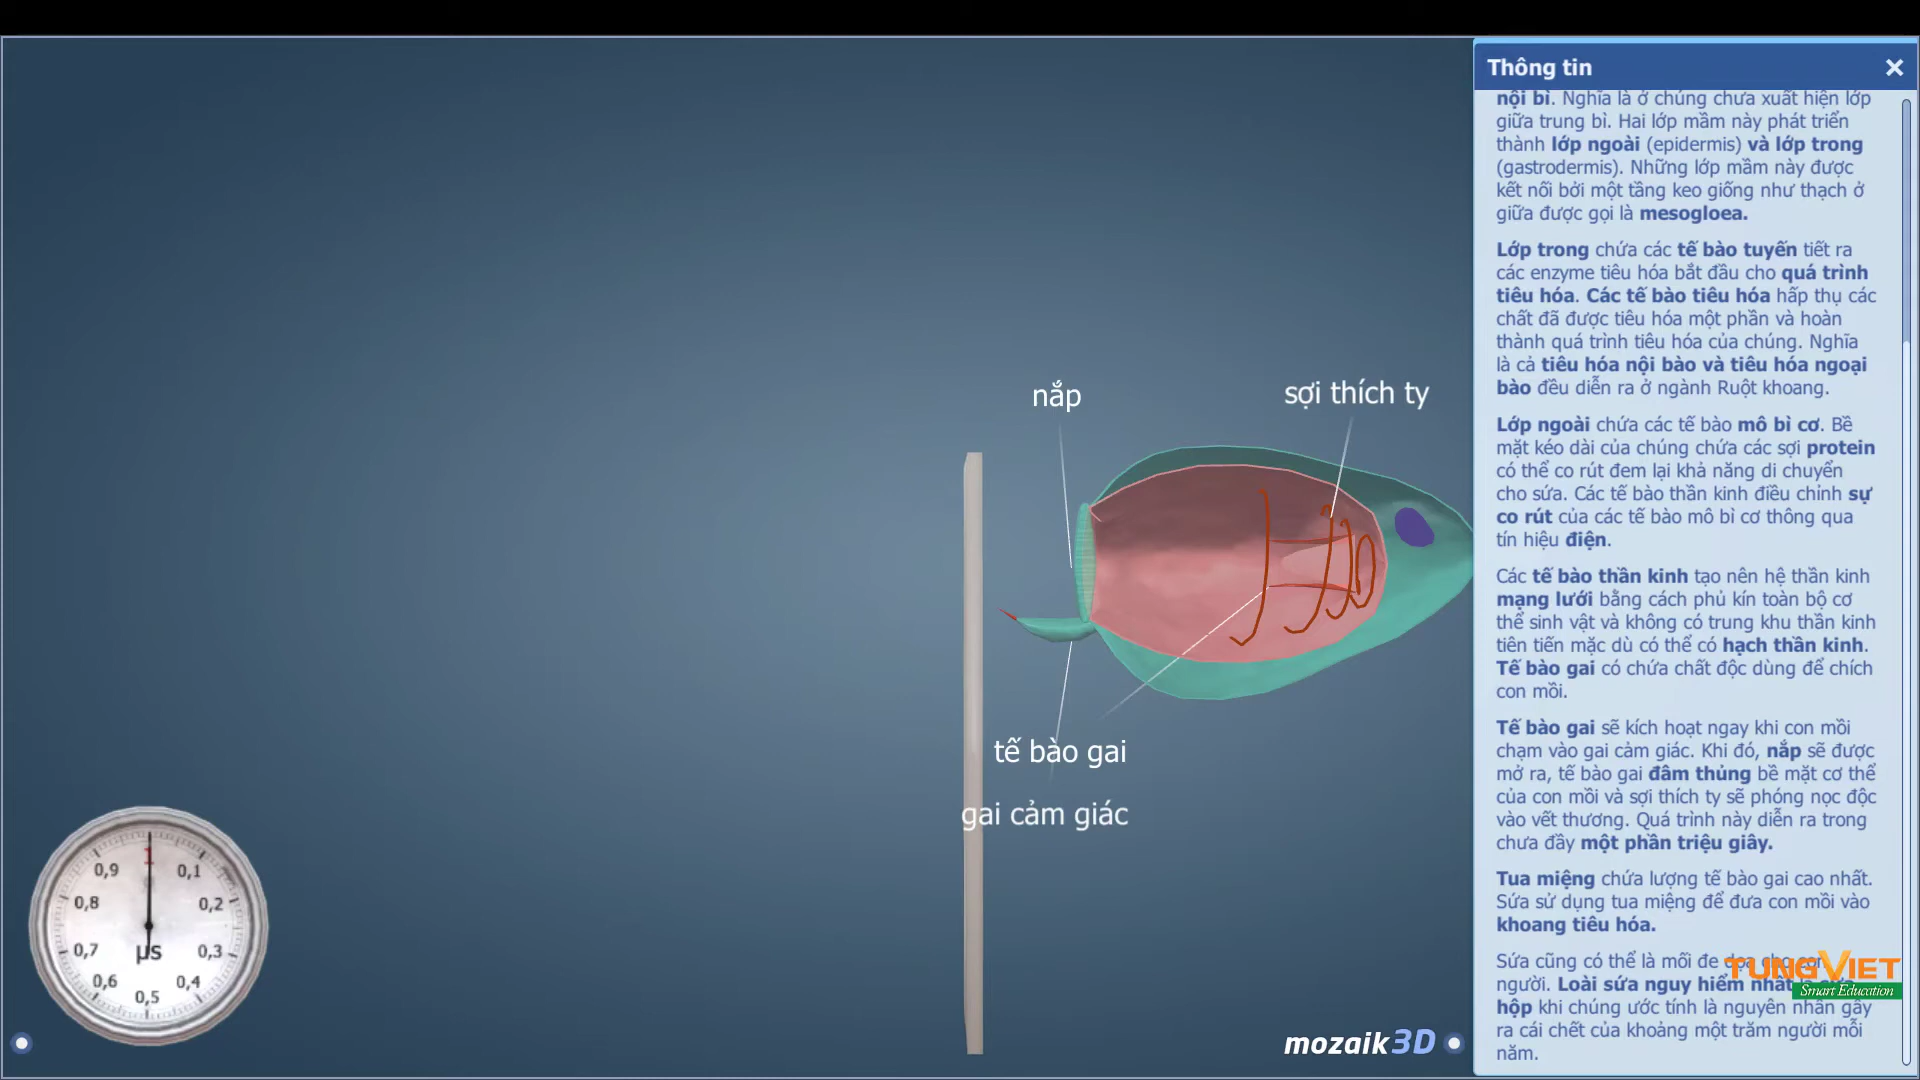 nắp
sợi thích ty
tế bào gai
gai cảm giác
1
0,9
0,1
0,8
0,2
µs
0,7
0,3
0,6
0,4
0,5
mozaik3D
Thông tin
nội bì. Nghĩa là ở chúng chưa xuất hiện lớp
giữa trung bì. Hai lớp mầm này phát triển
thành lớp ngoài (epidermis) và lớp trong
(gastrodermis). Những lớp mầm này được
kết nối bởi một tầng keo giống như thạch ở
giữa được gọi là mesogloea.
Lớp trong chứa các tế bào tuyến tiết ra
các enzyme tiêu hóa bắt đầu cho quá trình
tiêu hóa. Các tế bào tiêu hóa hấp thụ các
chất đã được tiêu hóa một phần và hoàn
thành quá trình tiêu hóa của chúng. Nghĩa
là cả tiêu hóa nội bào và tiêu hóa ngoại
bào đều diễn ra ở ngành Ruột khoang.
Lớp ngoài chứa các tế bào mô bì cơ. Bề
mặt kéo dài của chúng chứa các sợi protein
có thể co rút đem lại khả năng di chuyển
cho sứa. Các tế bào thần kinh điều chỉnh sự
co rút của các tế bào mô bì cơ thông qua
tín hiệu điện.
Các tế bào thần kinh tạo nên hệ thần kinh
mạng lưới bằng cách phủ kín toàn bộ cơ
thể sinh vật và không có trung khu thần kinh
tiên tiến mặc dù có thể có hạch thần kinh.
Tế bào gai có chứa chất độc dùng để chích
con mồi.
Tế bào gai sẽ kích hoạt ngay khi con mồi
chạm vào gai cảm giác. Khi đó, nắp sẽ được
mở ra, tế bào gai đâm thủng bề mặt cơ thể
của con mồi và sợi thích ty sẽ phóng nọc độc
vào vết thương. Quá trình này diễn ra trong
chưa đầy một phần triệu giây.
Tua miệng chứa lượng tế bào gai cao nhất.
Sứa sử dụng tua miệng để đưa con mồi vào
khoang tiêu hóa.
Sứa cũng có thể là mối đe dọa cho con
người. Loài sứa nguy hiểm nhất
hộp khi chúng ước tính là nguyên nhân gây
ra cái chết của khoảng một trăm người mỗi
năm.
TUNGVIET
Smart Education